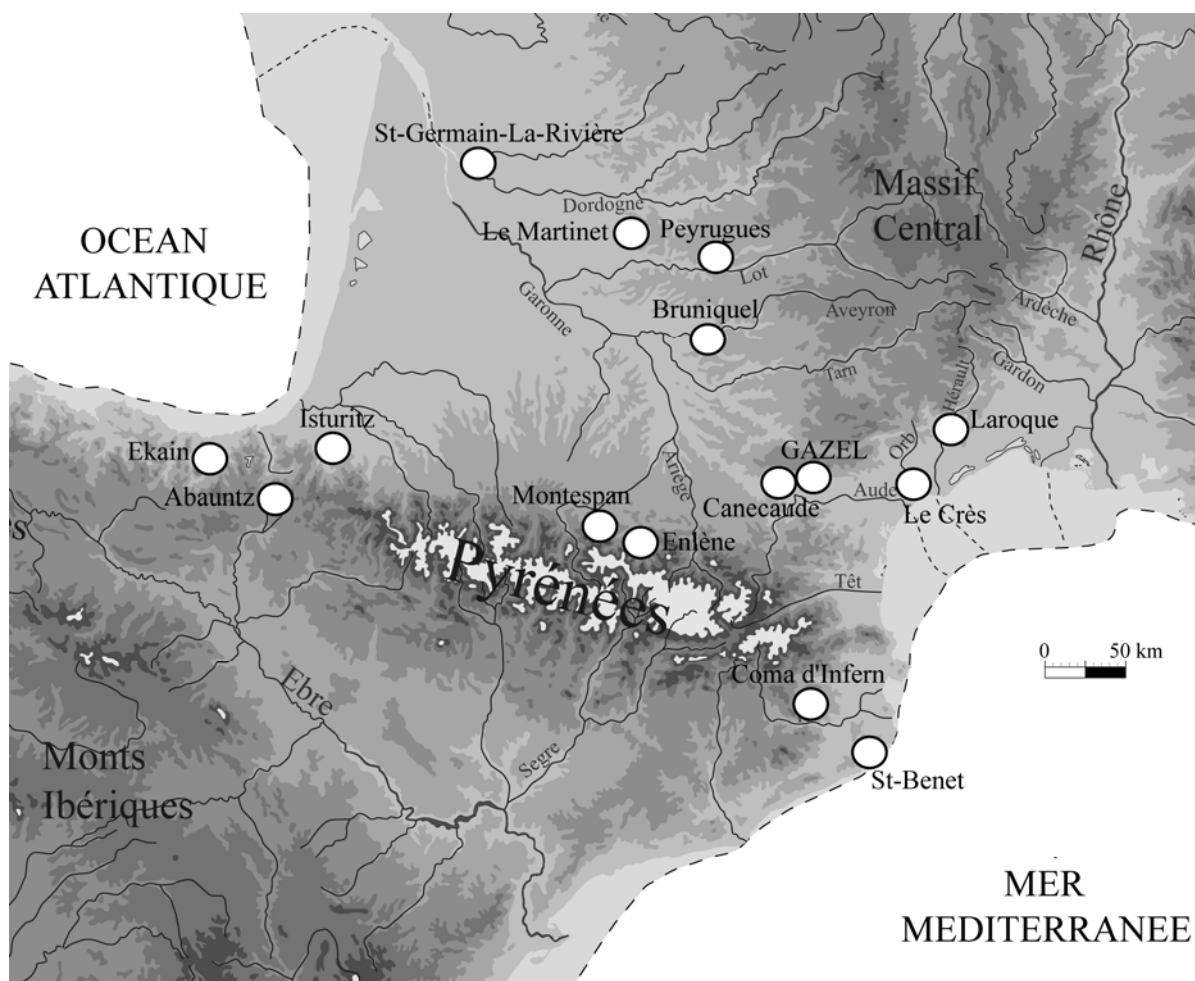 St-Germain-La-Rivière
Massif
Central
Dordogne
Rhône
Le Martinet
Peyrugues
OCEAN
ATLANTIQUE
Lot
Garonne
Ardèche
Bruniquel
Aveyron
Tarn
Hérault
Gardon
Isturitz
Laroque
Ekain
Orb
GAZEL
Ariège
Abauntz
Montespan
Canecaude
Aude
Le Crès
Enlène
Pyrénées
Têt
0 50 km
Coma d'Infern
Ebre
Segre
Monts
Ibériques
St-Benet
MER
MEDITERRANEE